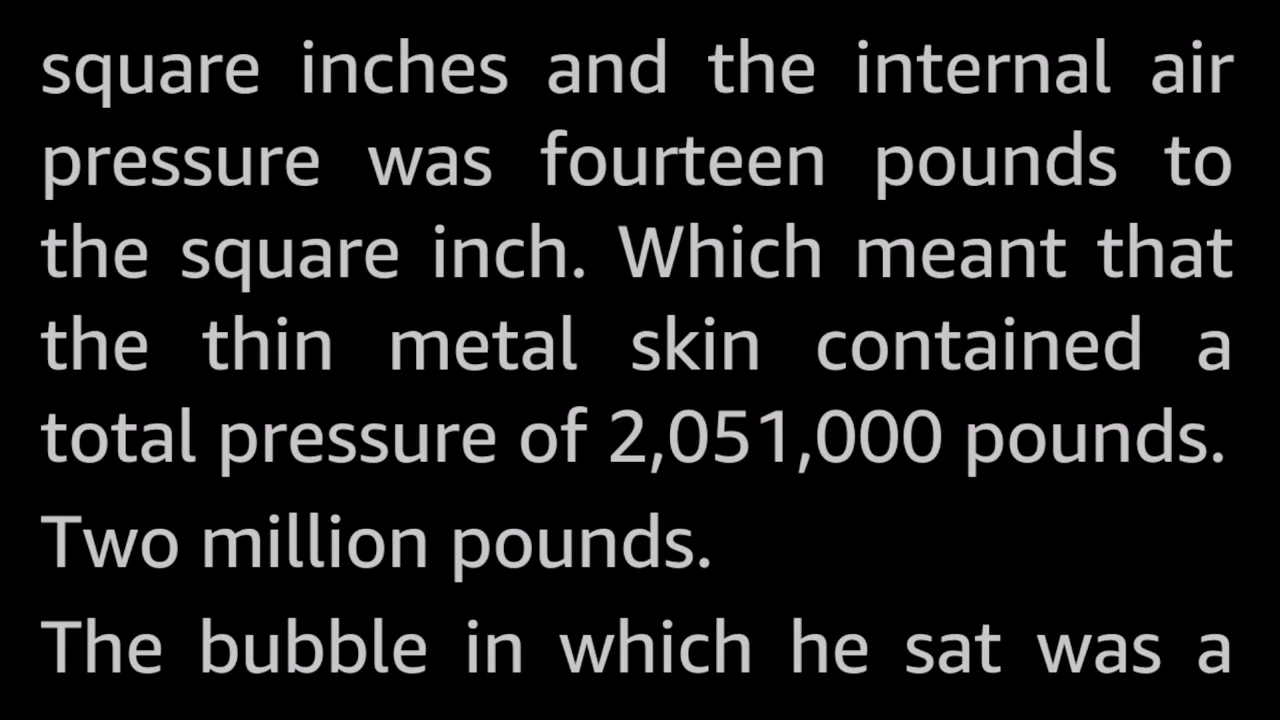 square inches and the internal air
pressure was fourteen pounds to
the square inch. Which meant that
the thin metal skin contained a
total pressure of 2,051,000 pounds.
Two million pounds.
The bubble in which he sat was a